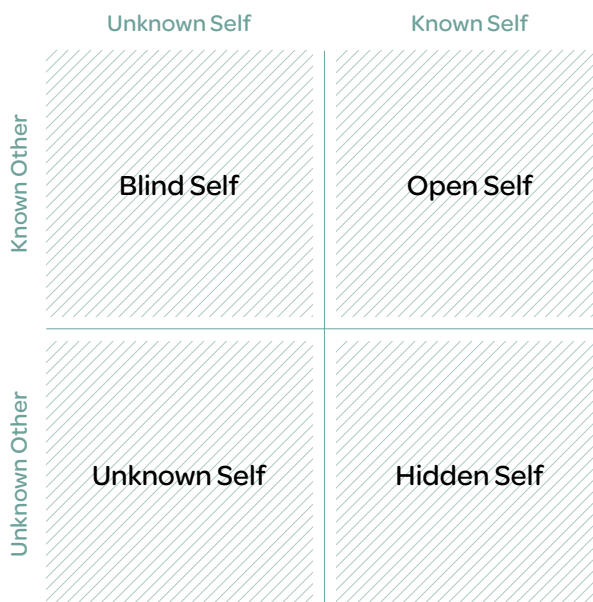 Unknown Self
Known Self
Known Other
Blind Self
Open Self
Unknown Other
Unknown Self
Hidden Self